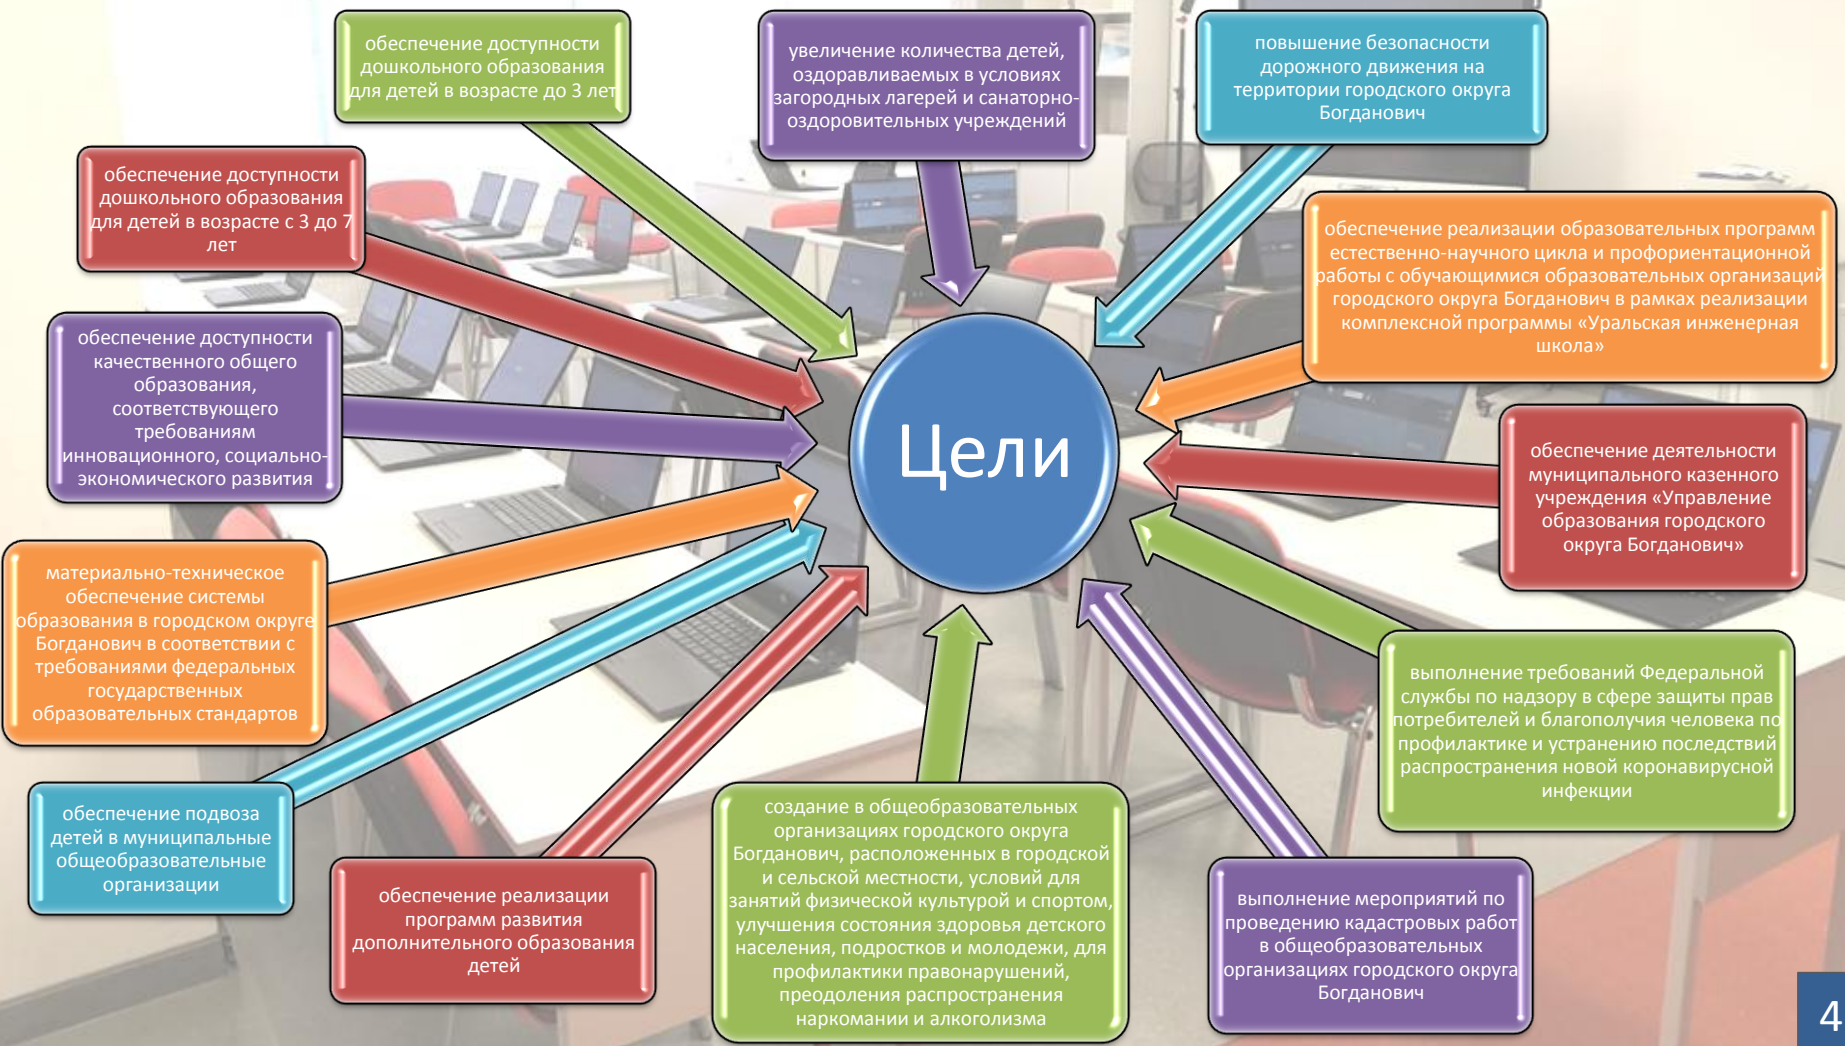 обеспечение доступности
дошкольного образования
для детей в возрасте до 3 лет
увеличение количества детей,
оздоравливаемых в условиях
загородных лагерей и санаторно-
оздоровительных учреждений
повышение безопасности
дорожного движения на
территории городского округа
Богданович
обеспечение доступности
дошкольного образования
для детей в возрасте с 3 до 7
лет
обеспечение реализации образовательных программ
естественно-научного цикла и профориентационной
работы с обучающимися образовательных организаций
городского округа Богданович в рамках реализации
комплексной программы «Уральская инженерная
школа»
обеспечение доступности
качественного общего
образования,
соответствующего
требованиям
инновационного, социально-
экономического развития
Цели
обеспечение деятельности
муниципального казенного
учреждения «Управление
образования городского
округа Богданович»
материально-техническое
обеспечение системы
образования в городском округе
Богданович в соответствии с
требованиями федеральных
государственных
образовательных стандартов
выполнение требований Федеральной
службы по надзору в сфере защиты прав
потребителей и благополучия человека по
профилактике и устранению последствий
распространения новой коронавирусной
инфекции
обеспечение подвоза
детей в муниципальные
общеобразовательные
организации
обеспечение реализации
программ развития
дополнительного образования
детей
создание в общеобразовательных
организациях городского округа
Богданович, расположенных в городской
и сельской местности, условий для
занятий физической культурой и спортом,
улучшения состояния здоровья детского
населения, подростков и молодежи, для
профилактики правонарушений,
преодоления распространения
наркомании и алкоголизма
выполнение мероприятий по
проведению кадастровых работ
в общеобразовательных
организациях городского округа
Богданович
4